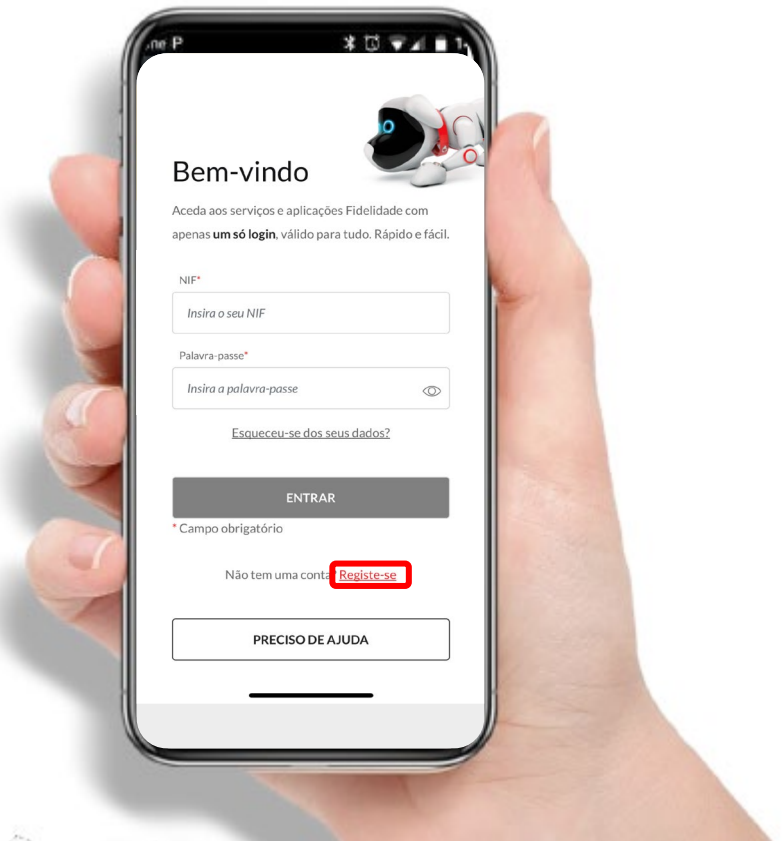 Bem-vindo
Aceda aos serviços e aplicações Fidelidade com
apenas um só login, válido para tudo. Rápido e fácil.
NIF*
Insira o seu NIF
Palavra-passe*
Insira a palavra-passe
Esqueceu-se dos seus dados?
ENTRAR
* Campo obrigatório
Não tem uma conta Registe-se
PRECISO DE AJUDA